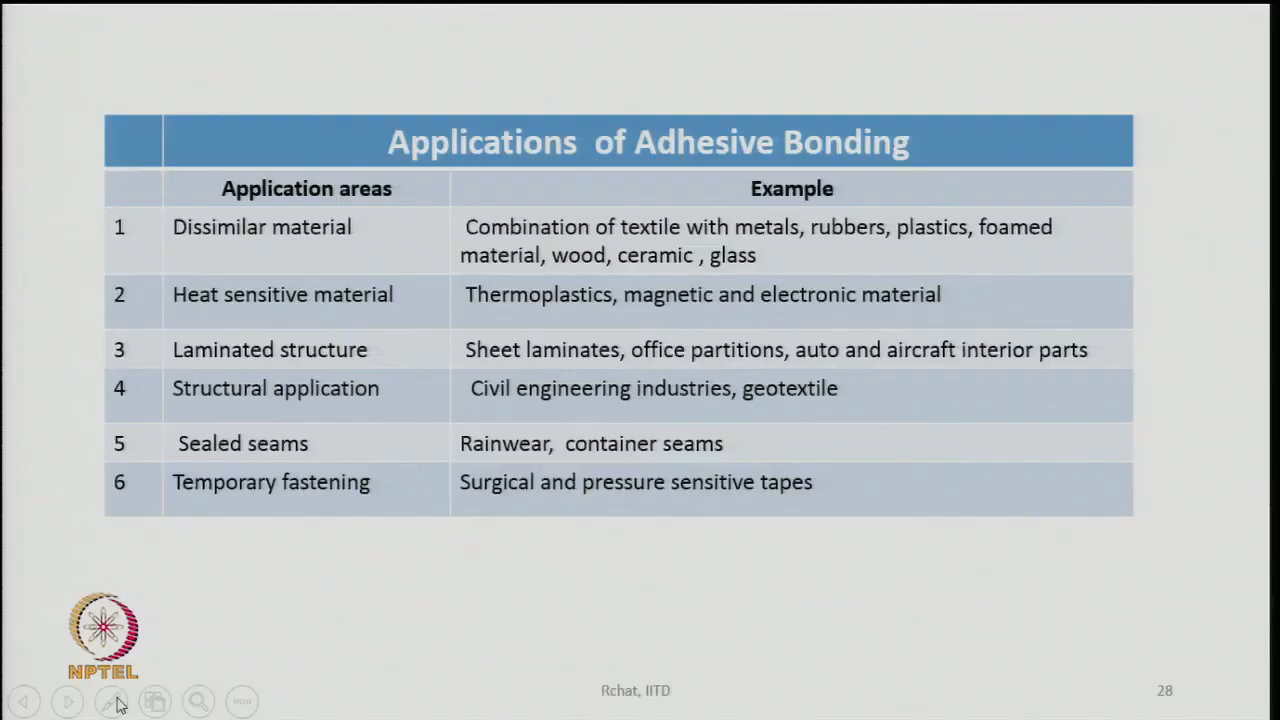 Applications of Adhesive Bonding
Application areas Example
1 Dissimilar material Combination of textile with metals, rubbers, plastics, foamed
material, wood, ceramic , glass
2 Heat sensitive material Thermoplastics, magnetic and electronic material
3 Laminated structure Sheet laminates, office partitions, auto and aircraft interior parts
4 Structural application Civil engineering industries, geotextile
5 Sealed seams Rainwear, container seams
6 Temporary fastening Surgical and pressure sensitive tapes
NPTEL
Rchat, IITD 28